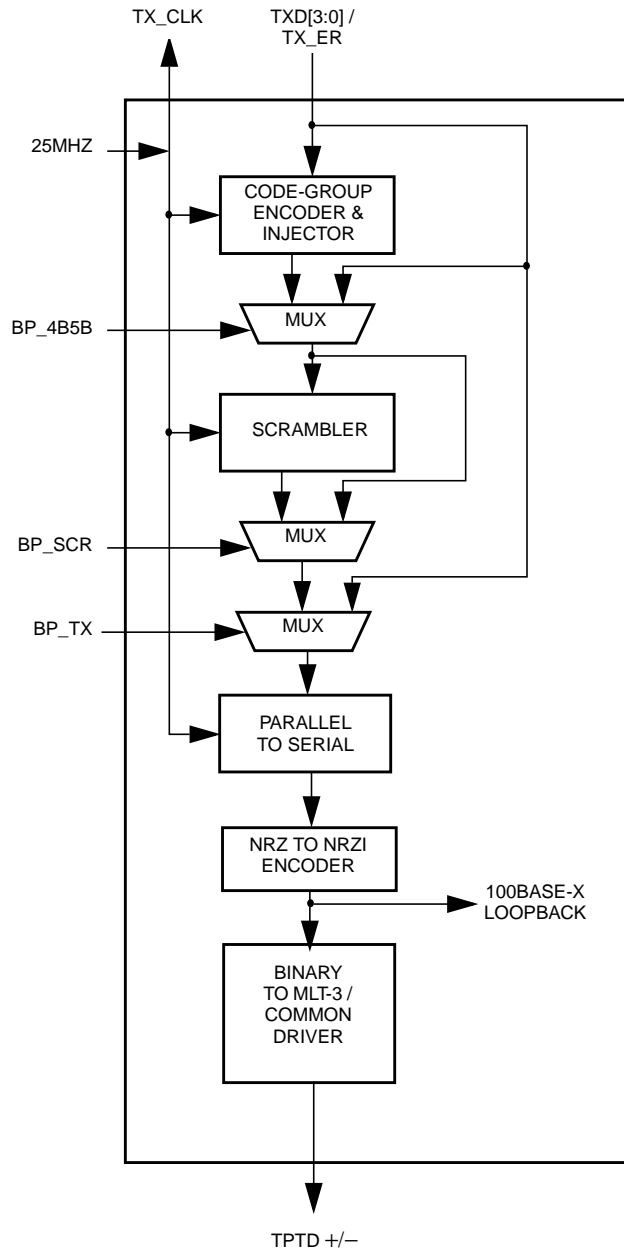 TX_CLK
TXD[3:0] /
TX_ER
25MHZ
CODE-GROUP
ENCODER &
INJECTOR
BP_4B5B
MUX
SCRAMBLER
BP_SCR
MUX
BP_TX
MUX
PARALLEL
TO SERIAL
NRZ TO NRZI
ENCODER
100BASE-X
LOOPBACK
BINARY
TO MLT-3 /
COMMON
DRIVER
TPTD +/−